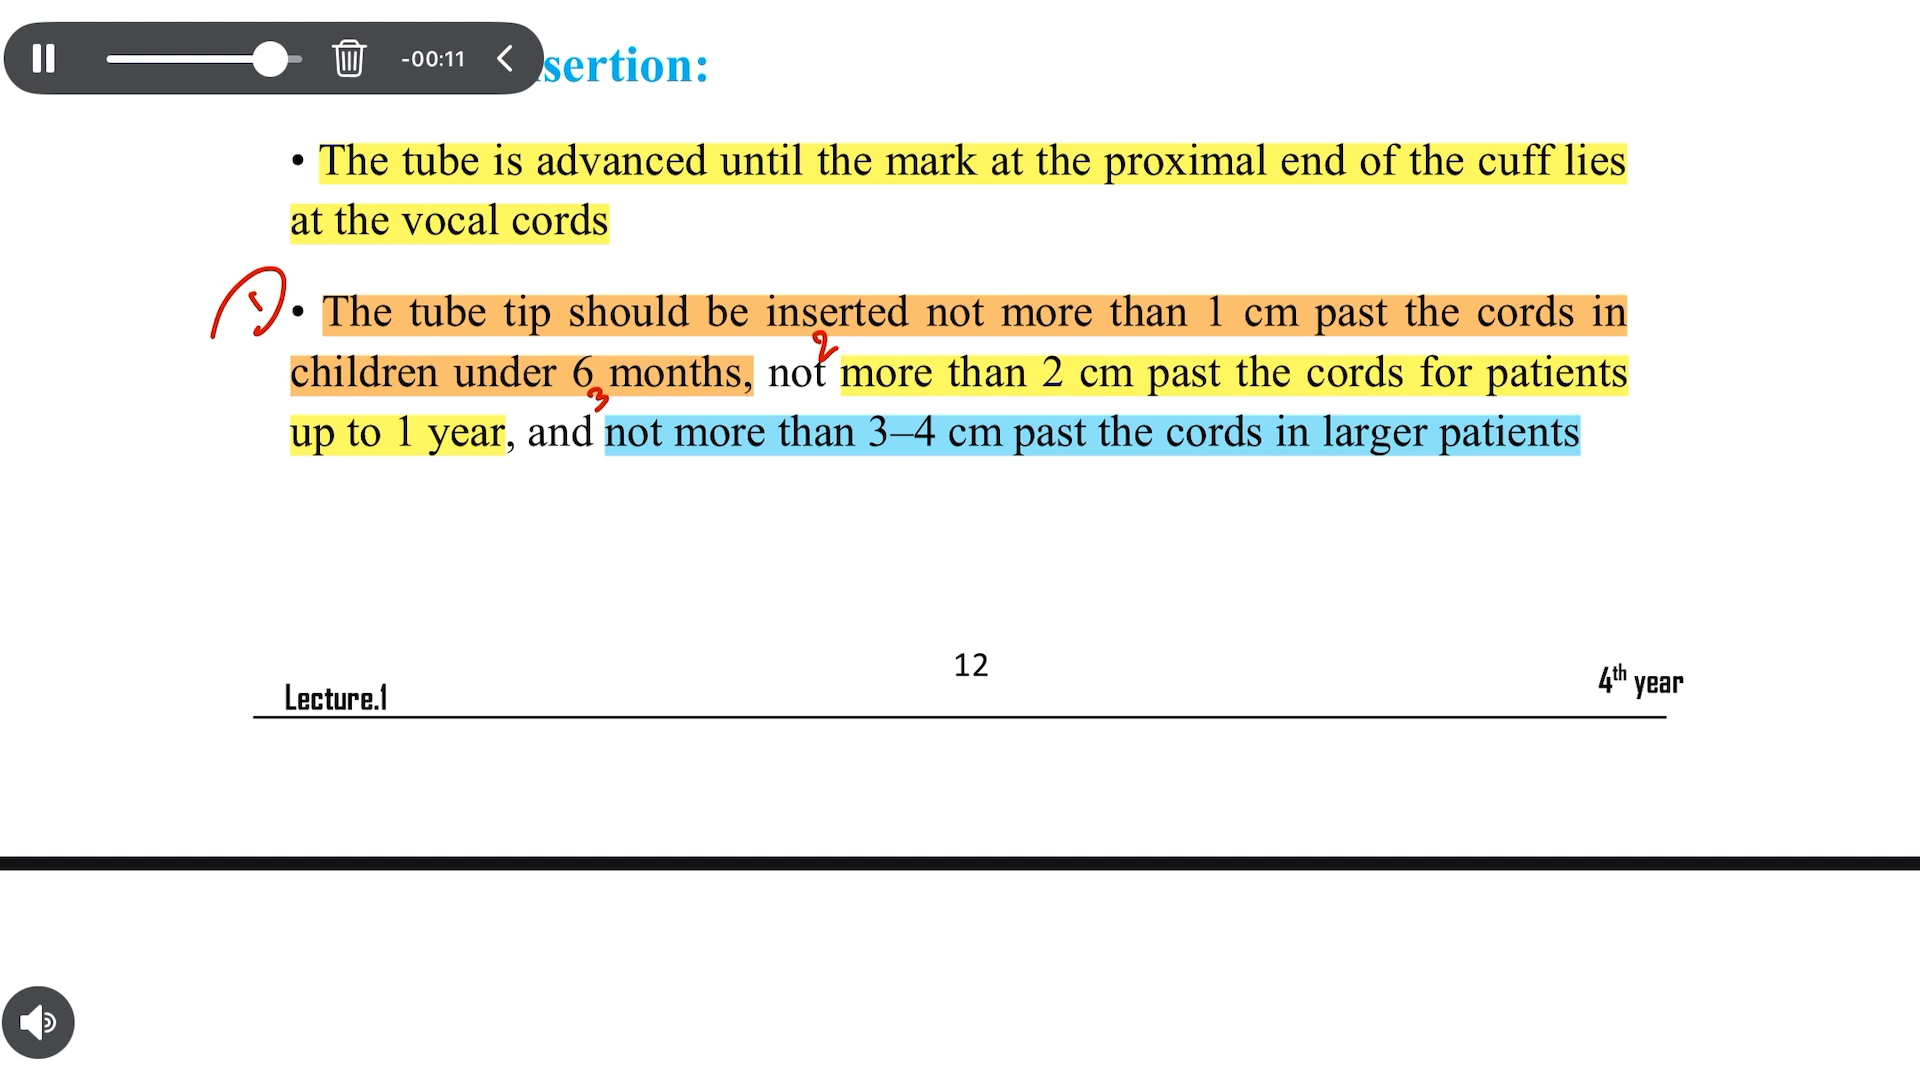 -00:11
sertion:
• The tube is advanced until the mark at the proximal end of the cuff lies
at the vocal cords
1
• The tube tip should be inserted not more than 1 cm past the cords in
2
children under 6 months, not more than 2 cm past the cords for patients
3
up to 1 year, and not more than 3–4 cm past the cords in larger patients
12
Lecture.1
4th year